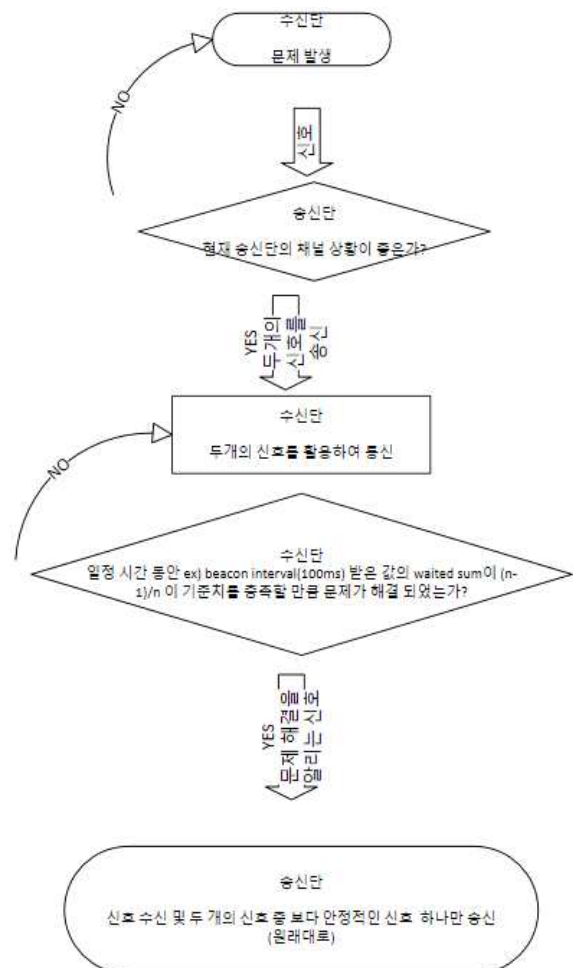 수신단
문제 발생
NO
신호
송신단
현재 송신단의 채널 상황이 좋은가?
YES
두개의
신호를
송신
수신단
두개의 신호를 활용하여 통신
NO
수신단
일정 시간 동안 ex) beacon interval(100ms) 받은 값의 waited sum이 (n-
1)/n 이 기준치를 충족할 만큼 문제가 해결 되었는가?
YES
문제 해결을
알리는 신호
송신단
신호 수신 및 두 개의 신호 중 보다 안정적인 신호 하나만 송신
(원래대로)